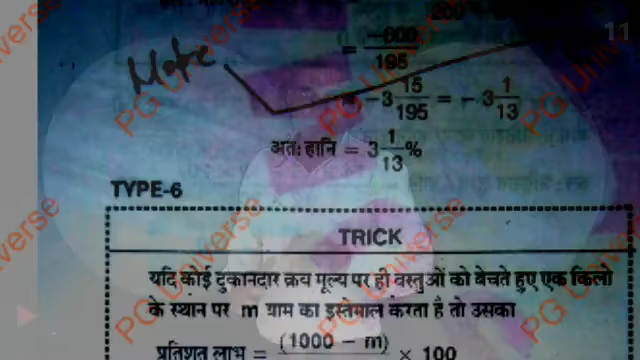 = -600/195
= -3 15/195 = -3 1/13
अत: हानि = 3 1/13 %
TYPE-6
TRICK
यदि कोई दुकानदार क्रय मूल्य पर ही वस्तुओं को बेचते हुए एक किलो
के स्थान पर m ग्राम का इस्तेमाल करता है तो उसका
प्रतिशत लाभ = (1000 – m) × 100
PG Universe
PG Universe
PG Universe
PG Universe
PG Universe
11